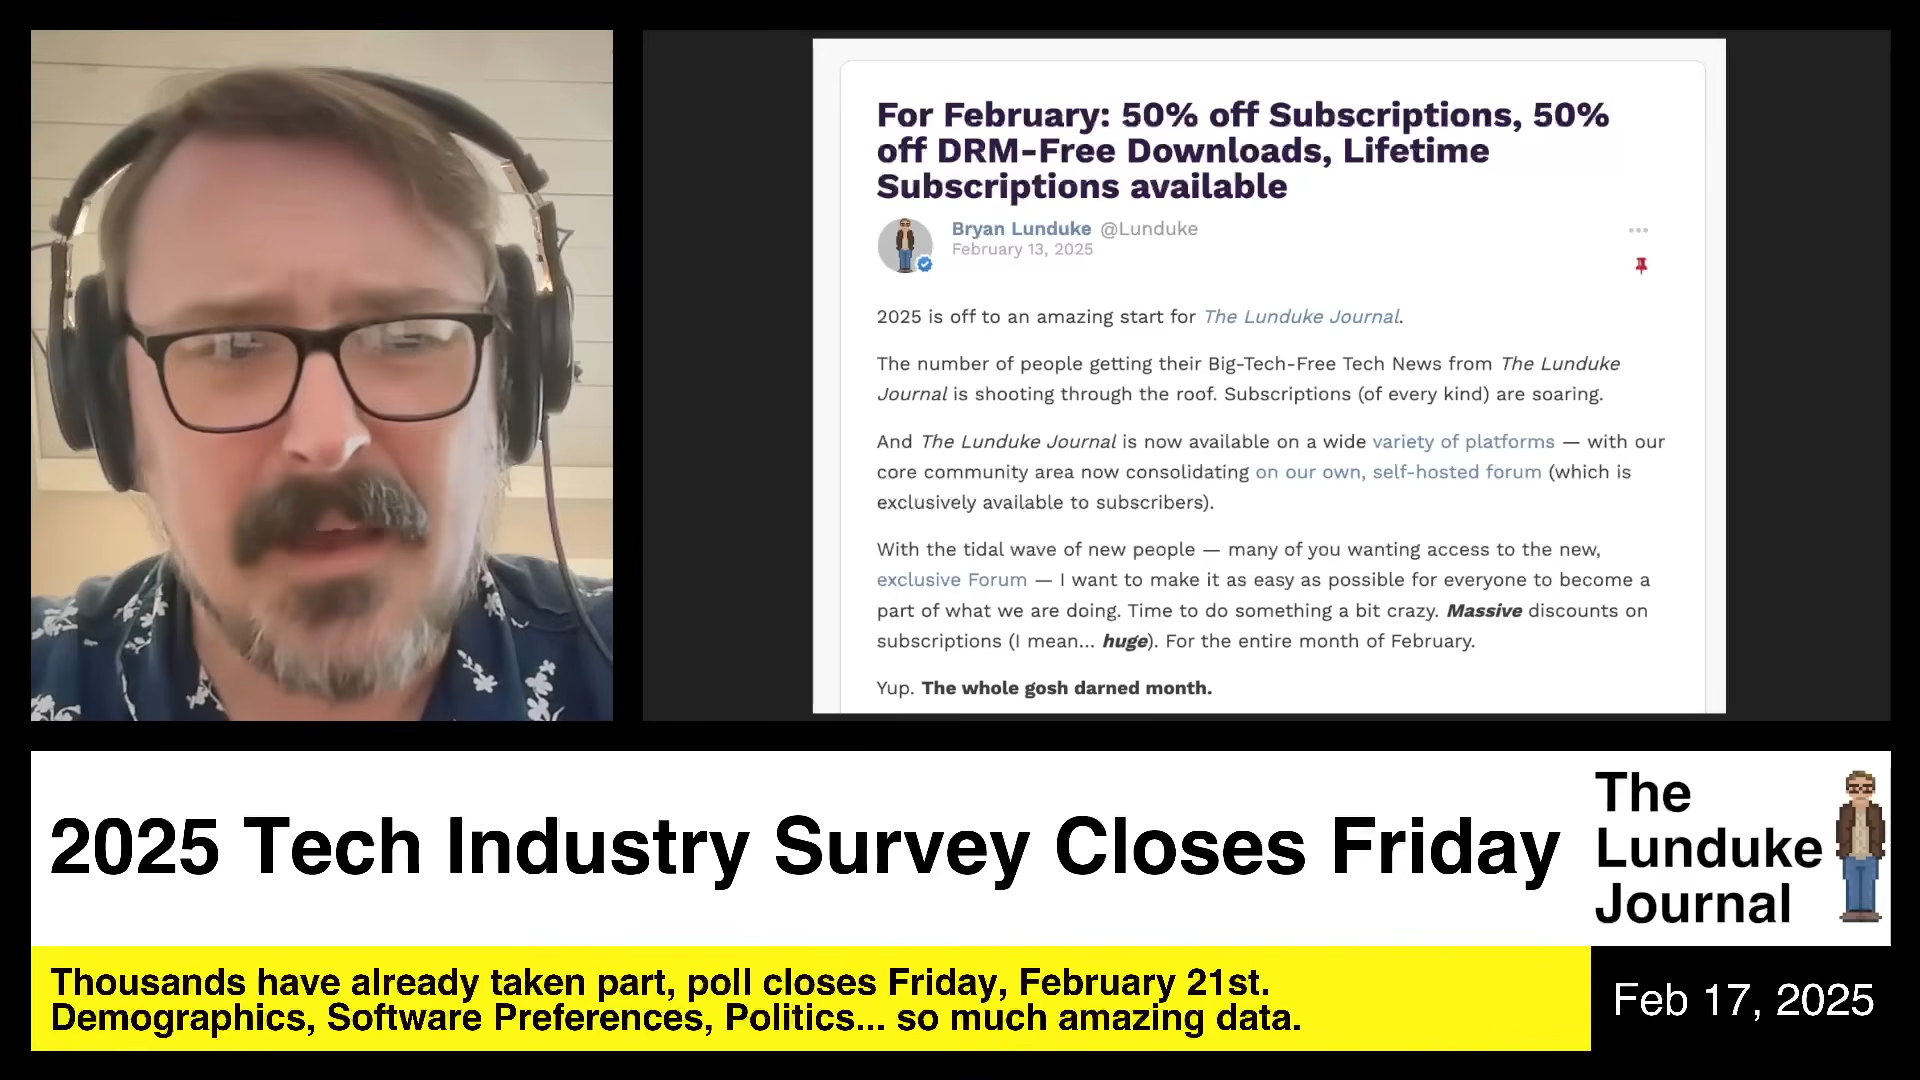 For February: 50% off Subscriptions, 50%
off DRM-Free Downloads, Lifetime
Subscriptions available
Bryan Lunduke @Lunduke
February 13, 2025
2025 is off to an amazing start for The Lunduke Journal.
The number of people getting their Big-Tech-Free Tech News from The Lunduke
Journal is shooting through the roof. Subscriptions (of every kind) are soaring.
And The Lunduke Journal is now available on a wide variety of platforms — with our
core community area now consolidating on our own, self-hosted forum (which is
exclusively available to subscribers).
With the tidal wave of new people — many of you wanting access to the new,
exclusive Forum — I want to make it as easy as possible for everyone to become a
part of what we are doing. Time to do something a bit crazy. Massive discounts on
subscriptions (I mean... huge). For the entire month of February.
Yup. The whole gosh darned month.
2025 Tech Industry Survey Closes Friday
The
Lunduke
Journal
Thousands have already taken part, poll closes Friday, February 21st.
Demographics, Software Preferences, Politics... so much amazing data.
Feb 17, 2025